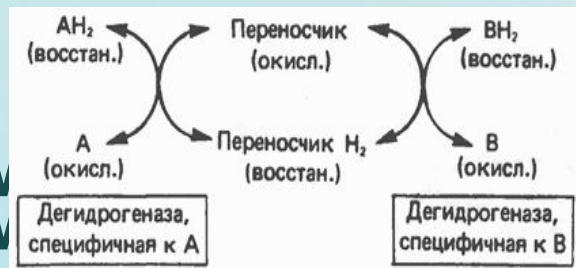 AH₂
(восстан.)
Переносчик
(окисл.)
BH₂
(восстан.)
A
(окисл.)
Переносчик H₂
(восстан.)
B
(окисл.)
Дегидрогеназа,
специфичная к A
Дегидрогеназа,
специфичная к B